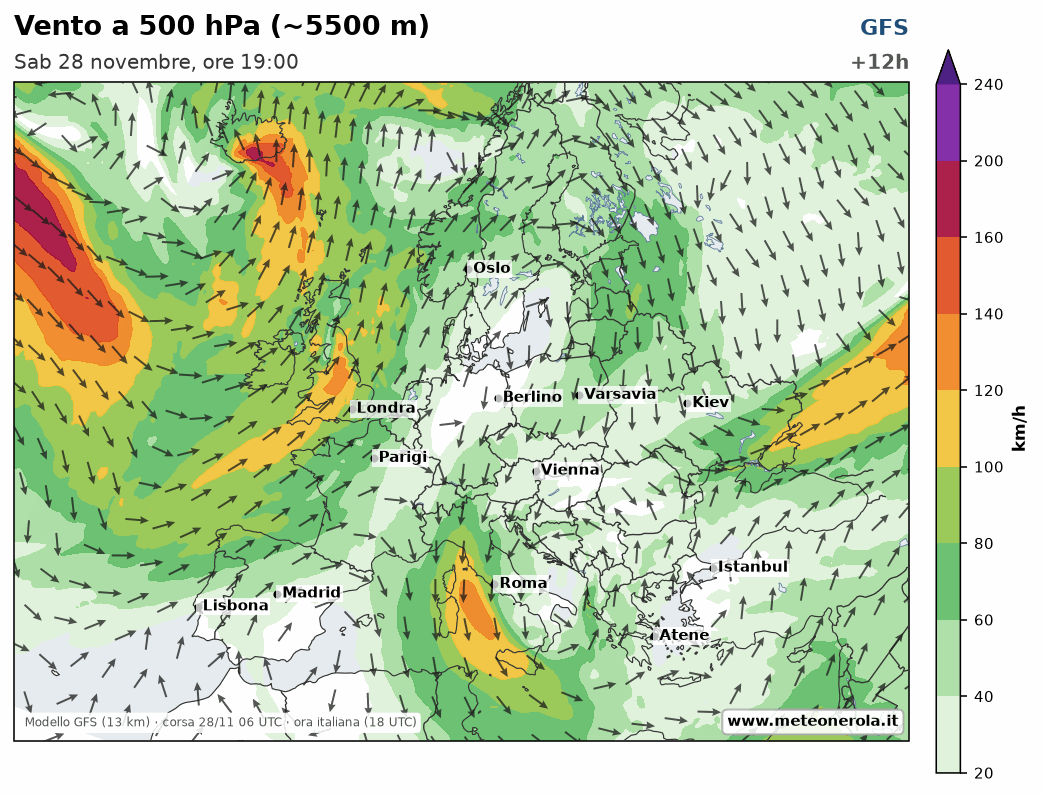 Vento a 500 hPa (~5500 m)
GFS
Sab 28 novembre, ore 19:00
+12h
240
200
160
140
120
100
80
60
40
20
km/h
Oslo
Londra
Berlino
Varsavia
Kiev
Parigi
Vienna
Lisbona
Madrid
Roma
Istanbul
Atene
Modello GFS (13 km) · corsa 28/11 06 UTC · ora italiana (18 UTC)
www.meteonerola.it